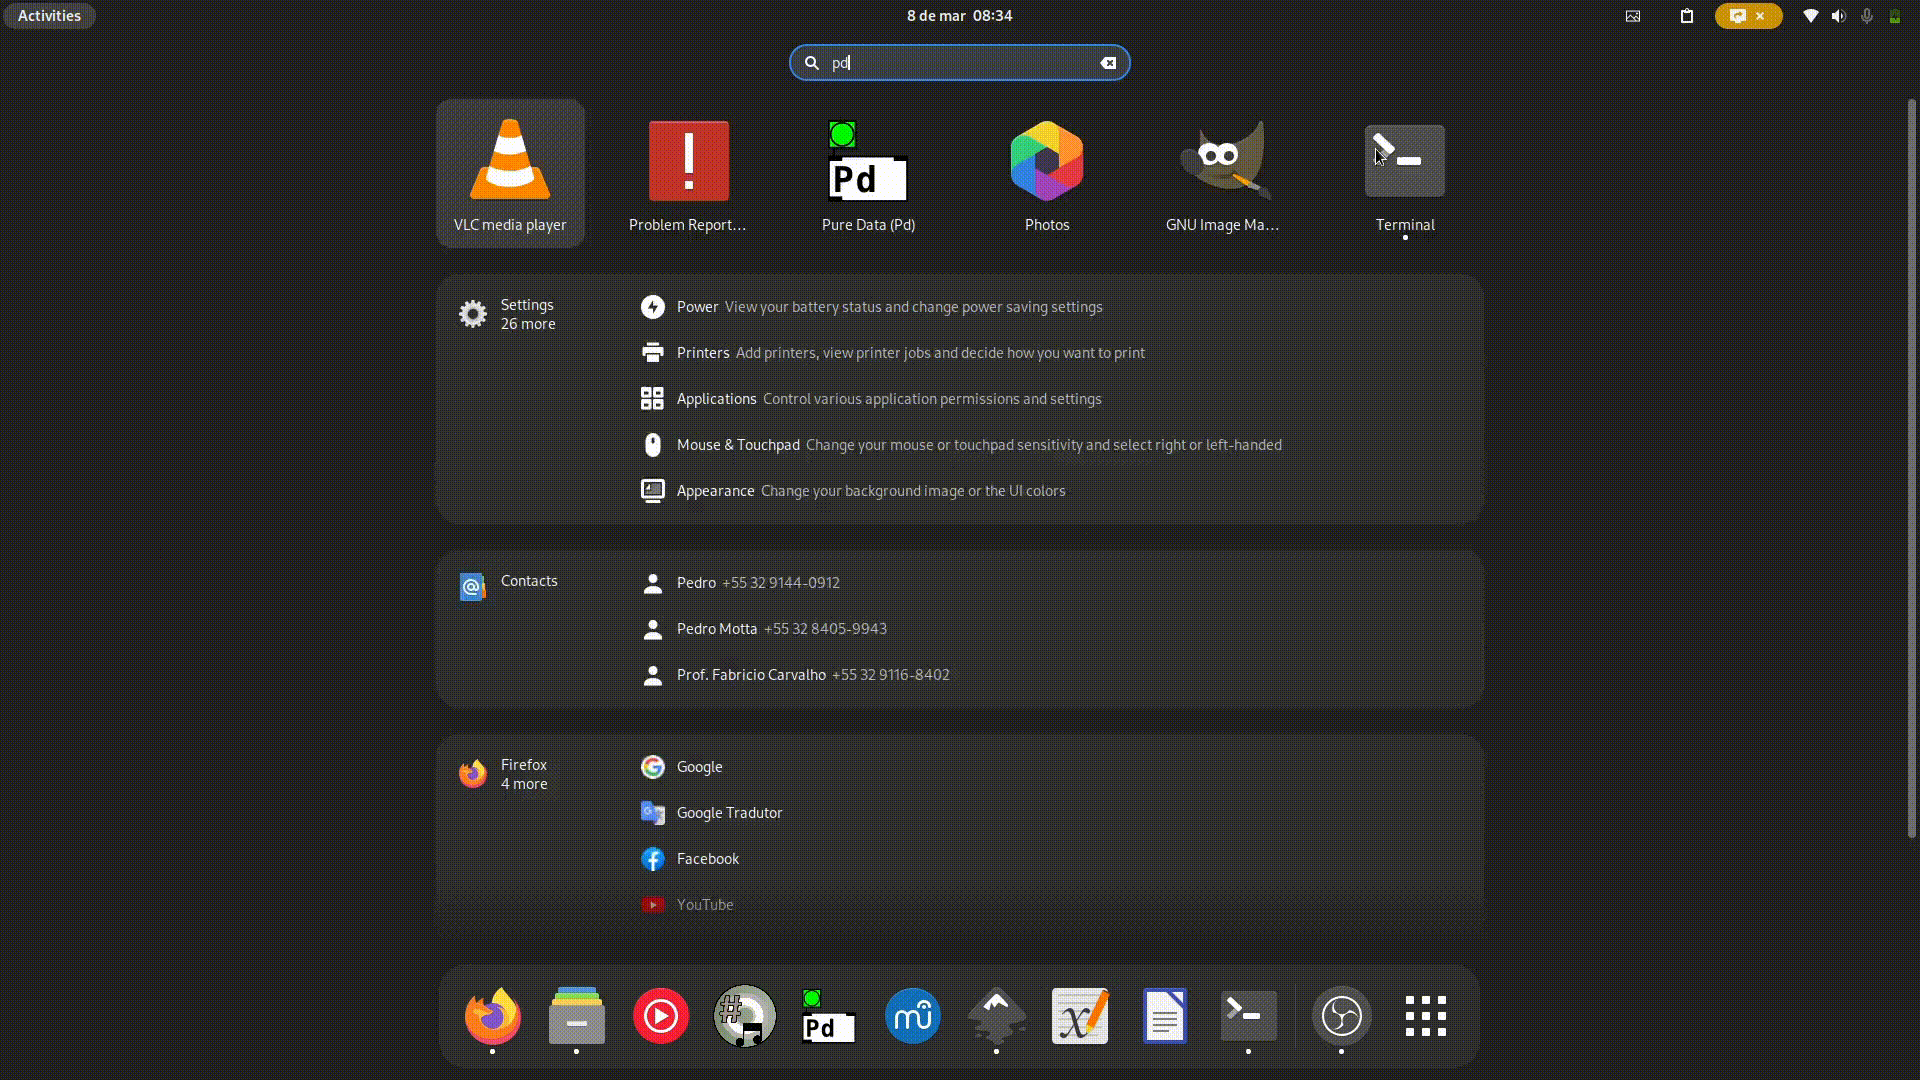 Activities
8 de mar 08:34
pd
VLC media player
Problem Report...
Pd
Pure Data (Pd)
Photos
GNU Image Ma...
Terminal
Settings
26 more
Power View your battery status and change power saving settings
Printers Add printers, view printer jobs and decide how you want to print
Applications Control various application permissions and settings
Mouse & Touchpad Change your mouse or touchpad sensitivity and select right or left-handed
Appearance Change your background image or the UI colors
Contacts
Pedro +55 32 9144-0912
Pedro Motta +55 32 8405-9943
Prof. Fabricio Carvalho +55 32 9116-8402
Firefox
4 more
Google
Google Tradutor
Facebook
YouTube
Pd